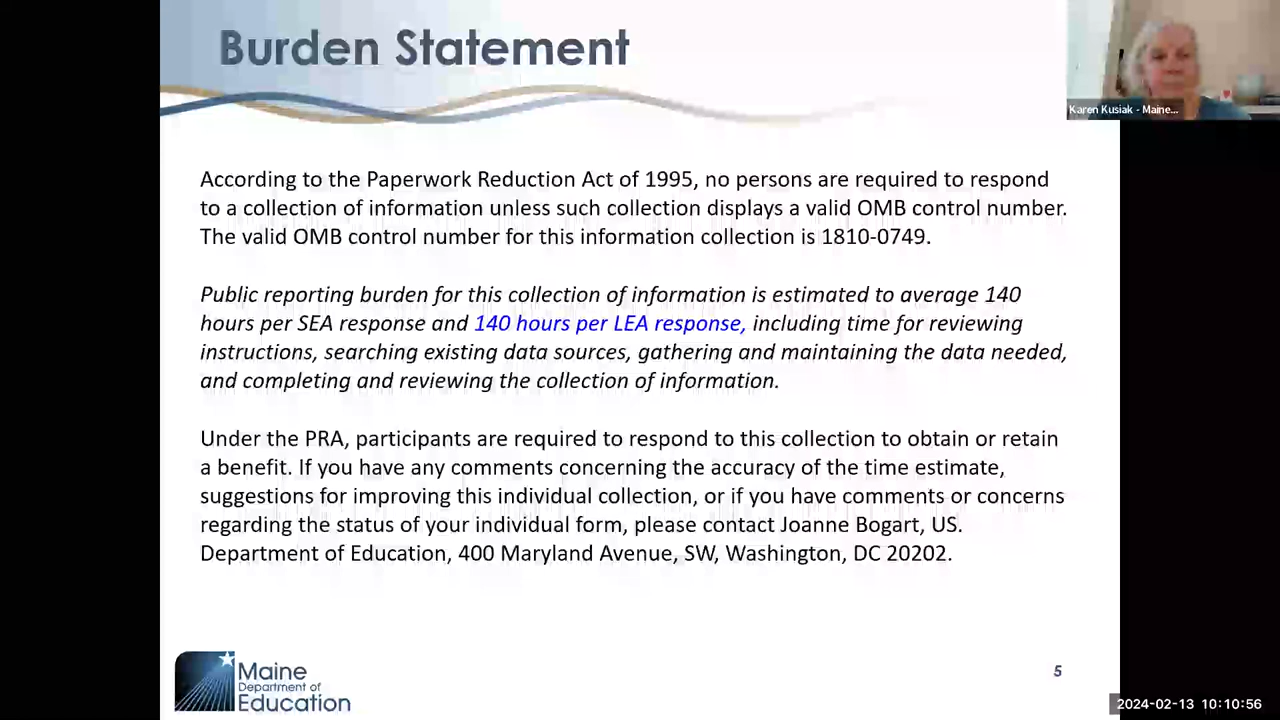 Burden Statement
Karen Kusiak - Maine...
According to the Paperwork Reduction Act of 1995, no persons are required to respond
to a collection of information unless such collection displays a valid OMB control number.
The valid OMB control number for this information collection is 1810-0749.
Public reporting burden for this collection of information is estimated to average 140
hours per SEA response and 140 hours per LEA response, including time for reviewing
instructions, searching existing data sources, gathering and maintaining the data needed,
and completing and reviewing the collection of information.
Under the PRA, participants are required to respond to this collection to obtain or retain
a benefit. If you have any comments concerning the accuracy of the time estimate,
suggestions for improving this individual collection, or if you have comments or concerns
regarding the status of your individual form, please contact Joanne Bogart, US.
Department of Education, 400 Maryland Avenue, SW, Washington, DC 20202.
Maine
Department of
Education
5
2024-02-13 10:10:56